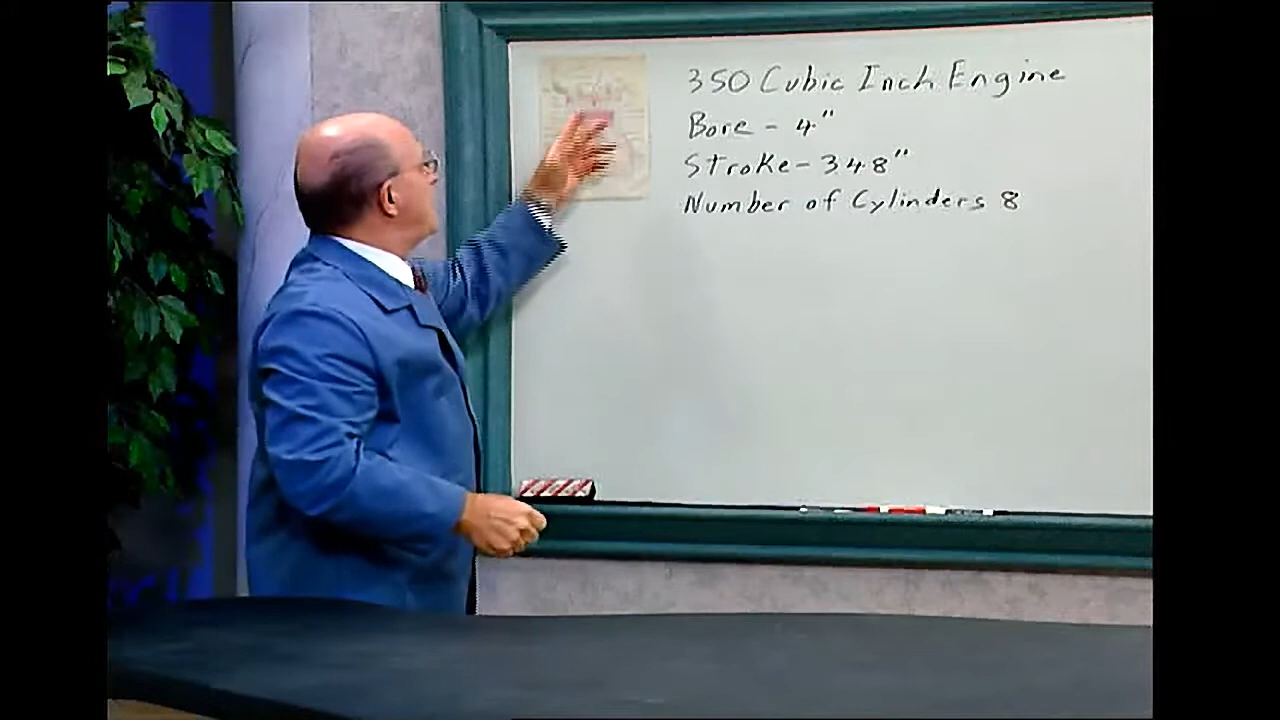 350 Cubic Inch Engine
Bore - 4"
Stroke - 3.48"
Number of Cylinders 8